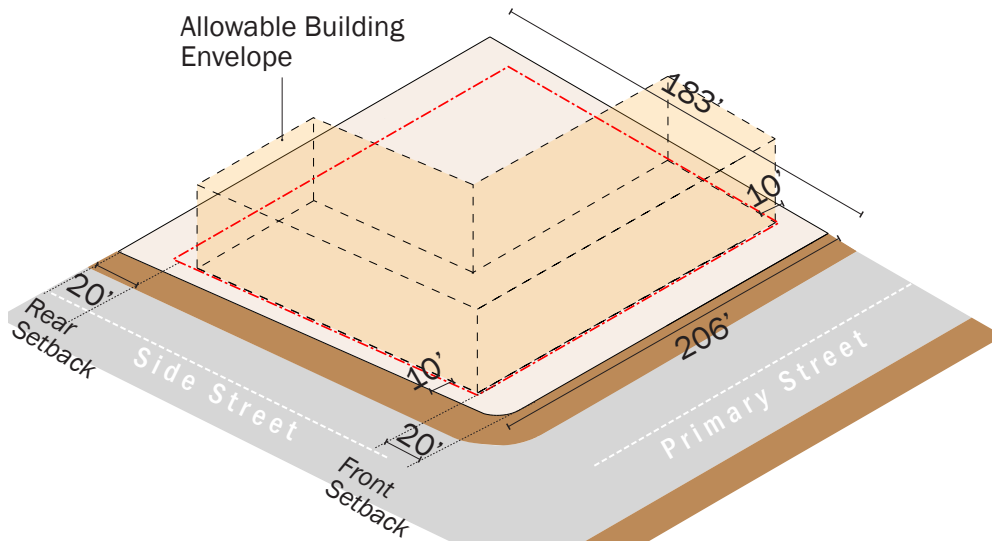 Allowable Building
Envelope
183’
10’
20’
Rear
Setback
Side Street
10’
206’
Primary Street
20’
Front
Setback